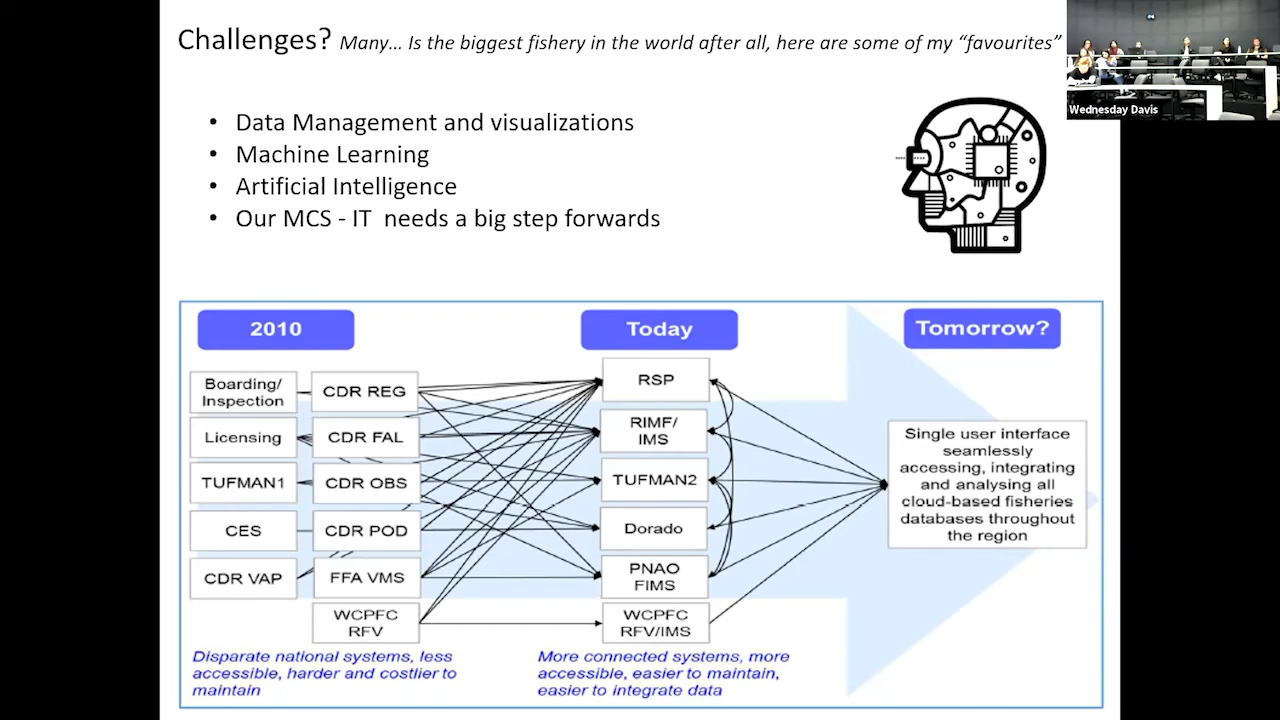 Challenges? Many... Is the biggest fishery in the world after all, here are some of my “favourites”
Wednesday Davis
• Data Management and visualizations
• Machine Learning
• Artificial Intelligence
• Our MCS - IT needs a big step forwards
2010
Today
Tomorrow?
Boarding/
Inspection
CDR REG
Licensing
CDR FAL
TUFMAN1
CDR OBS
CES
CDR POD
CDR VAP
FFA VMS
WCPFC
RFV
RSP
RIMF/
IMS
TUFMAN2
Dorado
PNAO
FIMS
WCPFC
RFV/IMS
Single user interface
seamlessly
accessing, integrating
and analysing all
cloud-based fisheries
databases throughout
the region
Disparate national systems, less
accessible, harder and costlier to
maintain
More connected systems, more
accessible, easier to maintain,
easier to integrate data